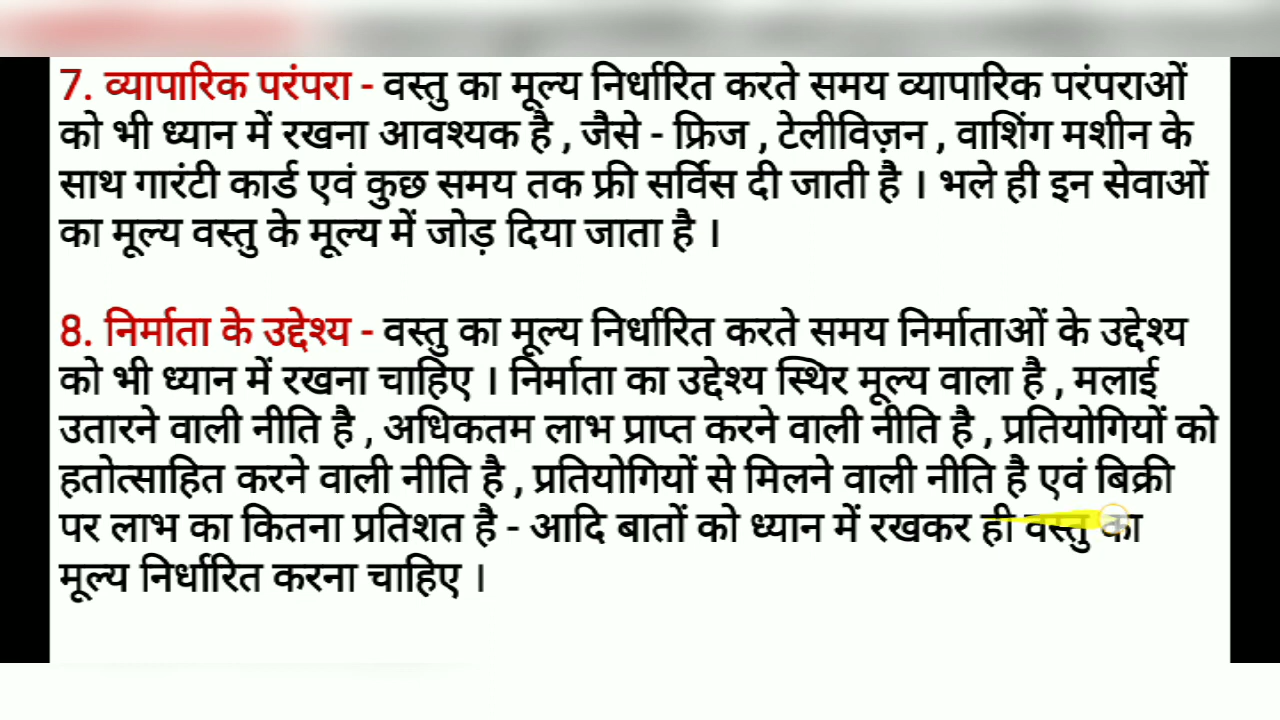 7. व्यापारिक परंपरा - वस्तु का मूल्य निर्धारित करते समय व्यापारिक परंपराओं
को भी ध्यान में रखना आवश्यक है , जैसे - फ्रिज , टेलीविज़न , वाशिंग मशीन के
साथ गारंटी कार्ड एवं कुछ समय तक फ्री सर्विस दी जाती है । भले ही इन सेवाओं
का मूल्य वस्तु के मूल्य में जोड़ दिया जाता है ।
8. निर्माता के उद्देश्य - वस्तु का मूल्य निर्धारित करते समय निर्माताओं के उद्देश्य
को भी ध्यान में रखना चाहिए । निर्माता का उद्देश्य स्थिर मूल्य वाला है , मलाई
उतारने वाली नीति है , अधिकतम लाभ प्राप्त करने वाली नीति है , प्रतियोगियों को
हतोत्साहित करने वाली नीति है , प्रतियोगियों से मिलने वाली नीति है एवं बिक्री
पर लाभ का कितना प्रतिशत है - आदि बातों को ध्यान में रखकर ही वस्तु का
मूल्य निर्धारित करना चाहिए ।